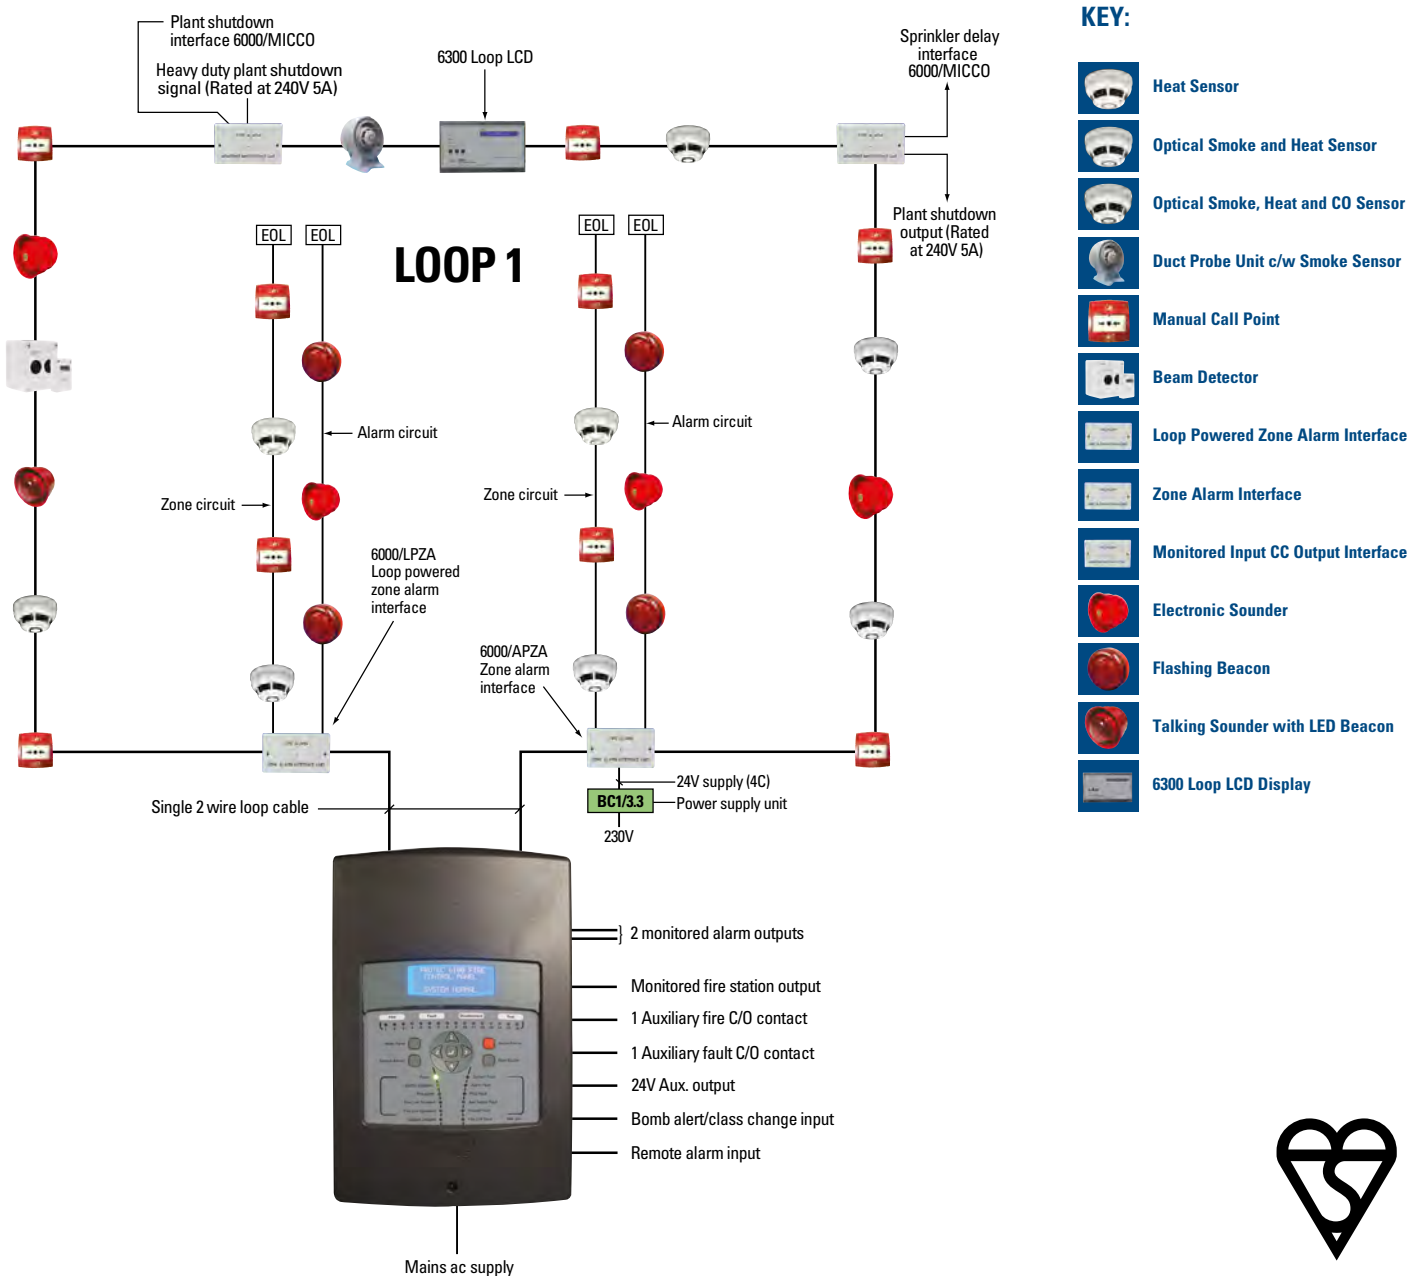 Plant shutdown
interface 6000/MICCO
Heavy duty plant shutdown
signal (Rated at 240V 5A)
6300 Loop LCD
Sprinkler delay
interface
6000/MICCO
Plant shutdown
output (Rated
at 240V 5A)
EOL
EOL
EOL
EOL
LOOP 1
Alarm circuit
Alarm circuit
Zone circuit
Zone circuit
6000/LPZA
Loop powered
zone alarm
interface
6000/APZA
Zone alarm
interface
24V supply (4C)
BC1/3.3
Power supply unit
230V
Single 2 wire loop cable
2 monitored alarm outputs
Monitored fire station output
1 Auxiliary fire C/O contact
1 Auxiliary fault C/O contact
24V Aux. output
Bomb alert/class change input
Remote alarm input
Mains ac supply
CONTROL PANEL
SYSTEM NORMAL
KEY:
Heat Sensor
Optical Smoke and Heat Sensor
Optical Smoke, Heat and CO Sensor
Duct Probe Unit c/w Smoke Sensor
Manual Call Point
Beam Detector
Loop Powered Zone Alarm Interface
Zone Alarm Interface
Monitored Input CC Output Interface
Electronic Sounder
Flashing Beacon
Talking Sounder with LED Beacon
6300 Loop LCD Display